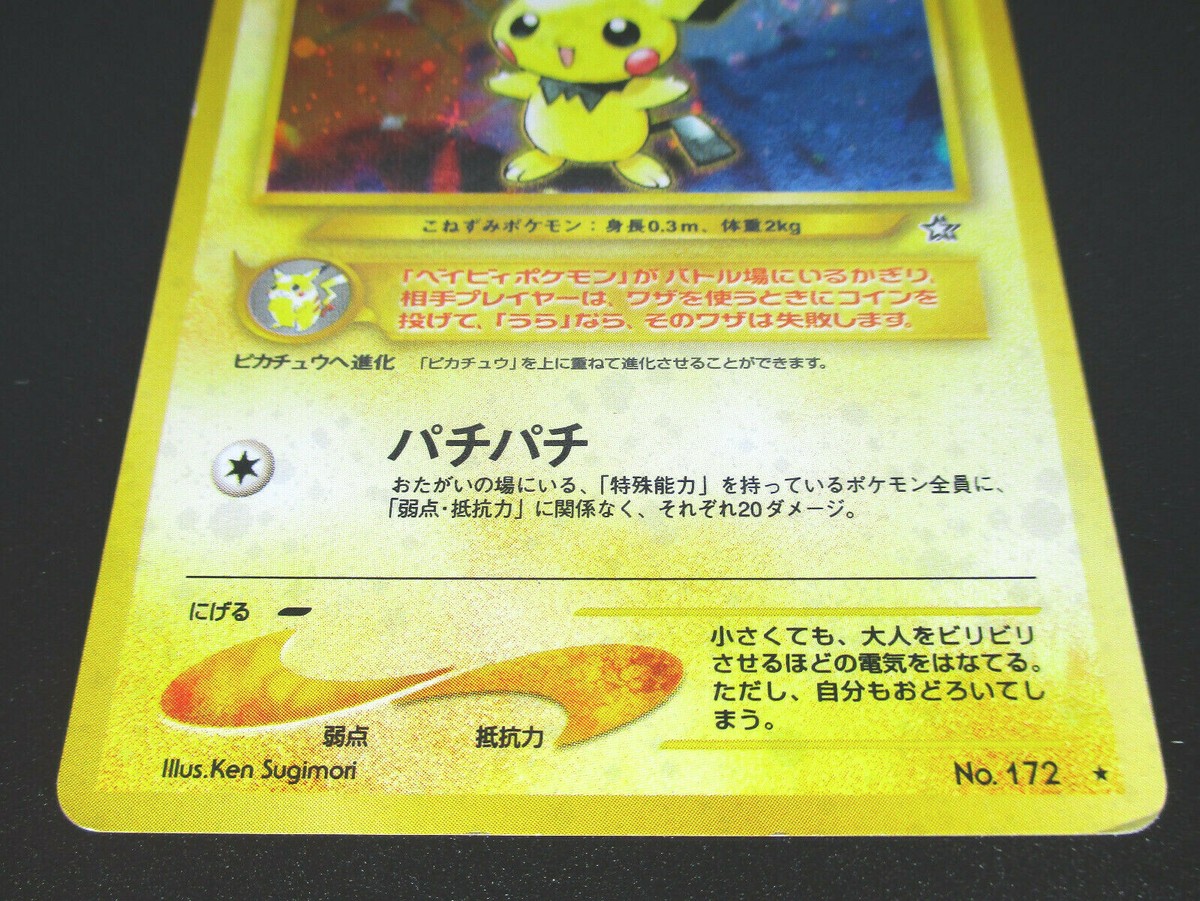 こねずみポケモン：身長0.3m、体重2kg
「ベイビィポケモン」がバトル場にいるかぎり、
相手プレイヤーは、ワザを使うときにコインを
投げて、「うら」なら、そのワザは失敗します。
ピカチュウへ進化 「ピカチュウ」を上に重ねて進化させることができます。
パチパチ
おたがいの場にいる、「特殊能力」を持っているポケモン全員に、
「弱点・抵抗力」に関係なく、それぞれ20ダメージ。
にげる
小さくても、大人をビリビリ
させるほどの電気をはなてる。
ただし、自分もおどろいてし
まう。
弱点 抵抗力
Illus.Ken Sugimori
No. 172 ★